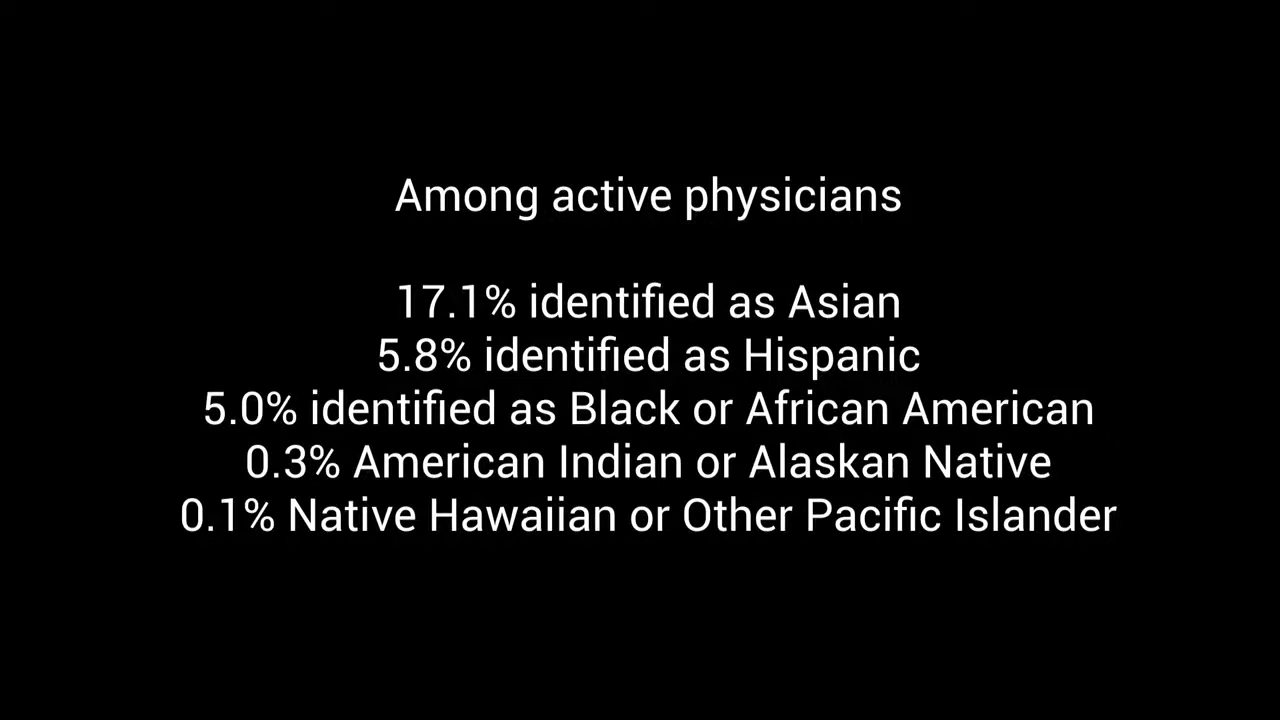 Among active physicians
17.1% identified as Asian
5.8% identified as Hispanic
5.0% identified as Black or African American
0.3% American Indian or Alaskan Native
0.1% Native Hawaiian or Other Pacific Islander